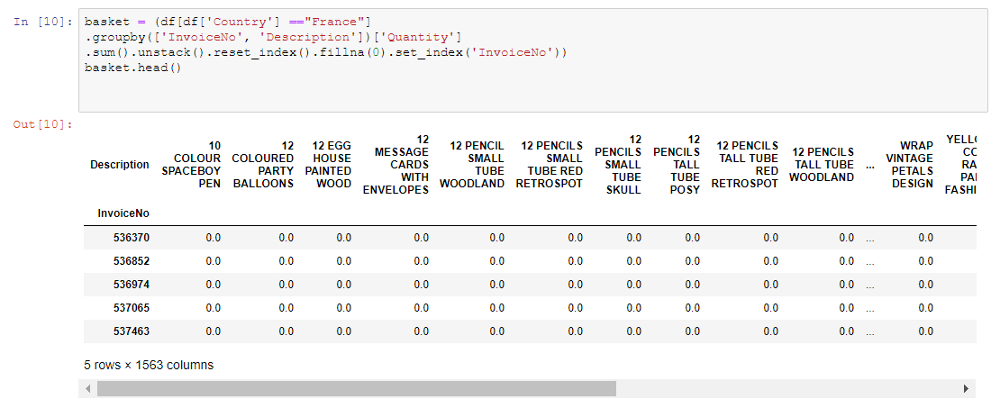 In [10]: basket = (df[df['Country'] =="France"]
.groupby(['InvoiceNo', 'Description'])['Quantity']
.sum().unstack().reset_index().fillna(0).set_index('InvoiceNo'))
basket.head()
Out[10]:
Description 10 COLOUR SPACEBOY PEN 12 COLOURED PARTY BALLOONS 12 EGG HOUSE PAINTED WOOD 12 MESSAGE CARDS WITH ENVELOPES 12 PENCIL SMALL TUBE WOODLAND 12 PENCILS SMALL TUBE RED RETROSPOT 12 PENCILS SMALL TUBE SKULL 12 PENCILS TALL TUBE POSY 12 PENCILS TALL TUBE RED RETROSPOT 12 PENCILS TALL TUBE WOODLAND ... WRAP VINTAGE PETALS DESIGN
InvoiceNo
536370 0.0 0.0 0.0 0.0 0.0 0.0 0.0 0.0 0.0 0.0 ... 0.0
536852 0.0 0.0 0.0 0.0 0.0 0.0 0.0 0.0 0.0 0.0 ... 0.0
536974 0.0 0.0 0.0 0.0 0.0 0.0 0.0 0.0 0.0 0.0 ... 0.0
537065 0.0 0.0 0.0 0.0 0.0 0.0 0.0 0.0 0.0 0.0 ... 0.0
537463 0.0 0.0 0.0 0.0 0.0 0.0 0.0 0.0 0.0 0.0 ... 0.0
5 rows × 1563 columns